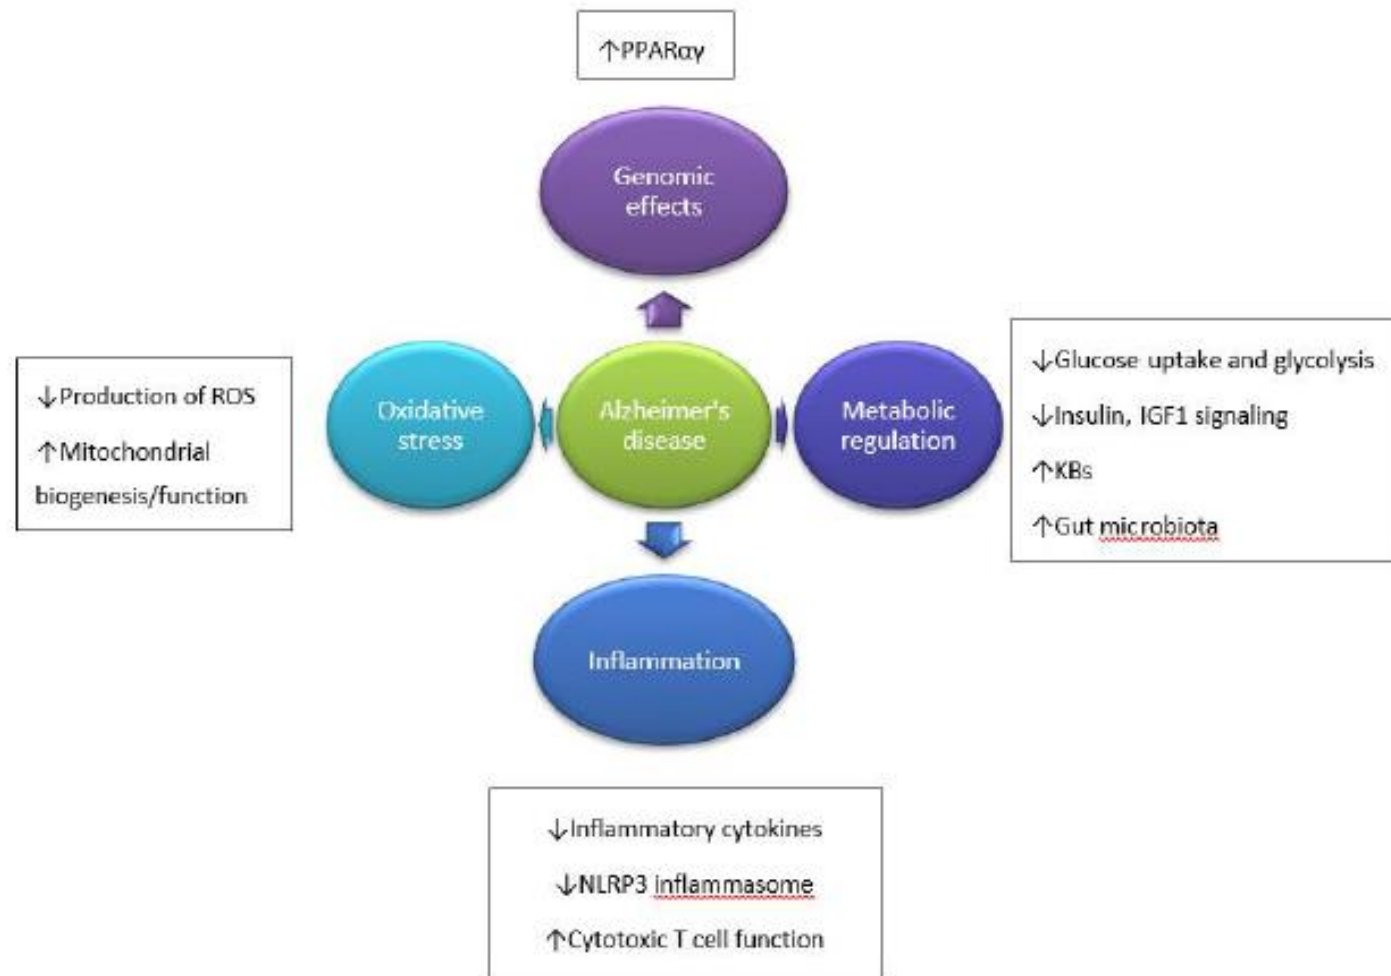 ↑PPARαγ
Genomic
effects
↓Production of ROS
↑Mitochondrial
biogenesis/function
Oxidative
stress
Alzheimer's
disease
Metabolic
regulation
↓Glucose uptake and glycolysis
↓Insulin, IGF1 signaling
↑KBs
↑Gut microbiota
Inflammation
↓Inflammatory cytokines
↓NLRP3 inflammasome
↑Cytotoxic T cell function